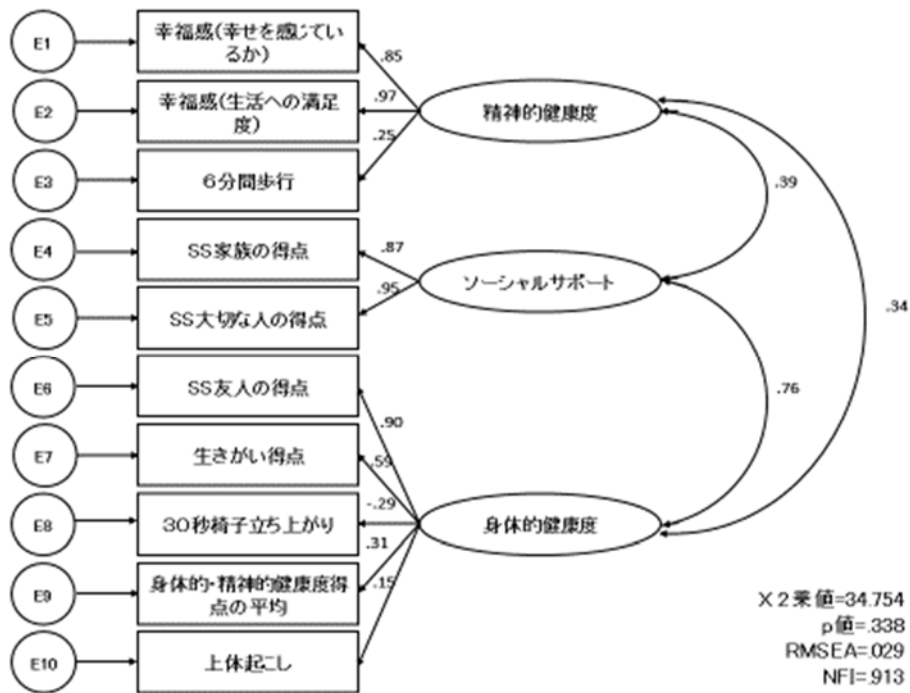 E1
幸福感(幸せを感じてい
るか)
.85
E2
幸福感(生活への満足
度)
.97
精神的健康度
.25
E3
6分間歩行
.39
E4
SS家族の得点
.87
ソーシャルサポート
.95
E5
SS大切な人の得点
.34
E6
SS友人の得点
.76
.90
E7
生きがい得点
.59
E8
30秒椅子立ち上がり
-.29
身体的健康度
.31
E9
身体的・精神的健康度得
点の平均
.15
E10
上体起こし
X2乗値=34.754
p値=.338
RMSEA=.029
NFI=.913